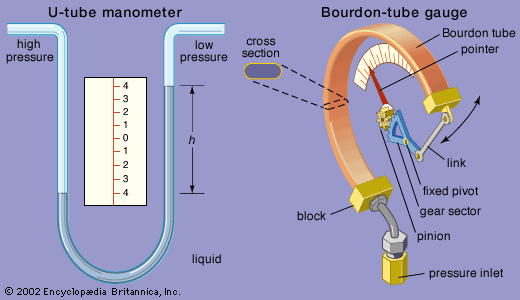 U-tube manometer
high
pressure
low
pressure
4
3
2
1
0
1
2
3
4
h
liquid
© 2002 Encyclopædia Britannica, Inc.
Bourdon-tube gauge
cross
section
Bourdon tube
pointer
link
fixed pivot
gear sector
block
pinion
pressure inlet